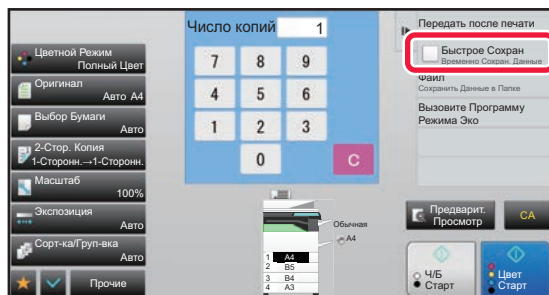 Число копий 1
Передать после печати
Быстрое Сохран
Временно Сохран. Данные
Файл
Сохранить Данные в Папке
Вызовите Программу
Режима Эко
Цветной Режим
Полный Цвет
Оригинал
Авто A4
Выбор Бумаги
Авто
2-Стор. Копия
1-Сторонн.→1-Сторонн.
Масштаб
100%
Экспозиция
Авто
Сорт-ка/Груп-вка
Авто
Прочие
7 8 9
4 5 6
1 2 3
0 C
Обычная
A4
1 A4
2 B5
3 B4
4 A3
Предварит.
Просмотр
CA
Ч/Б
Старт
Цвет
Старт